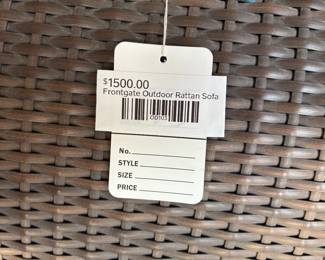 $1500.00
Frontgate Outdoor Rattan Sofa
No.
STYLE
SIZE
PRICE